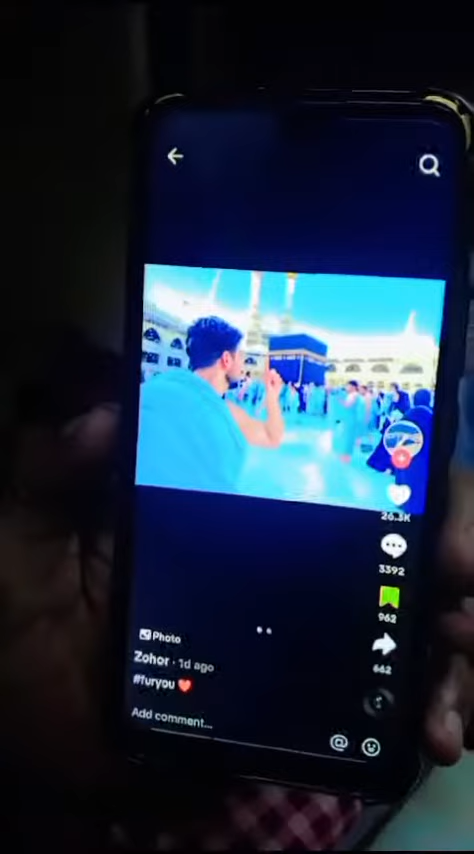 26.3K
3392
962
662
Photo
Zohor · 1d ago
#furyou ❤️
Add comment...